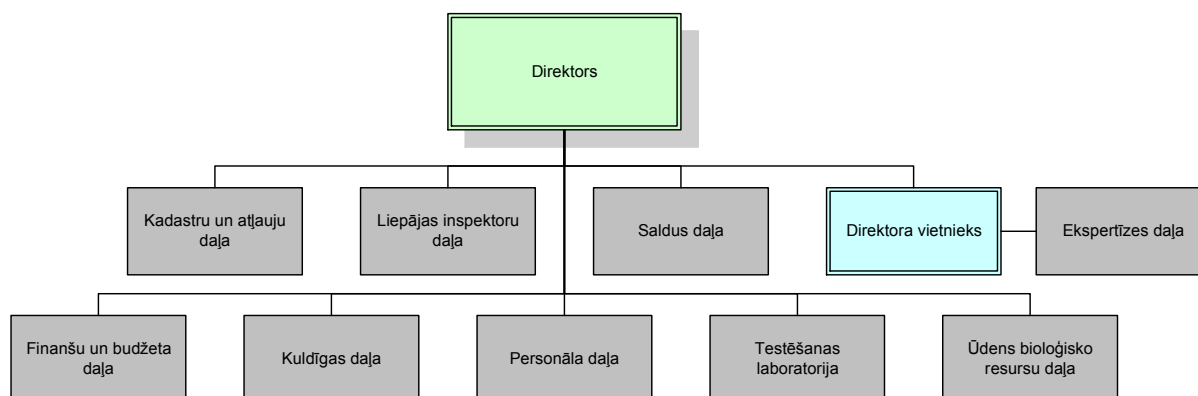 Direktors
Kadastru un atļauju
daļa
Liepājas inspektoru
daļa
Saldus daļa
Direktora vietnieks
Ekspertīzes daļa
Finanšu un budžeta
daļa
Kuldīgas daļa
Personāla daļa
Testēšanas
laboratorija
Ūdens bioloģisko
resursu daļa